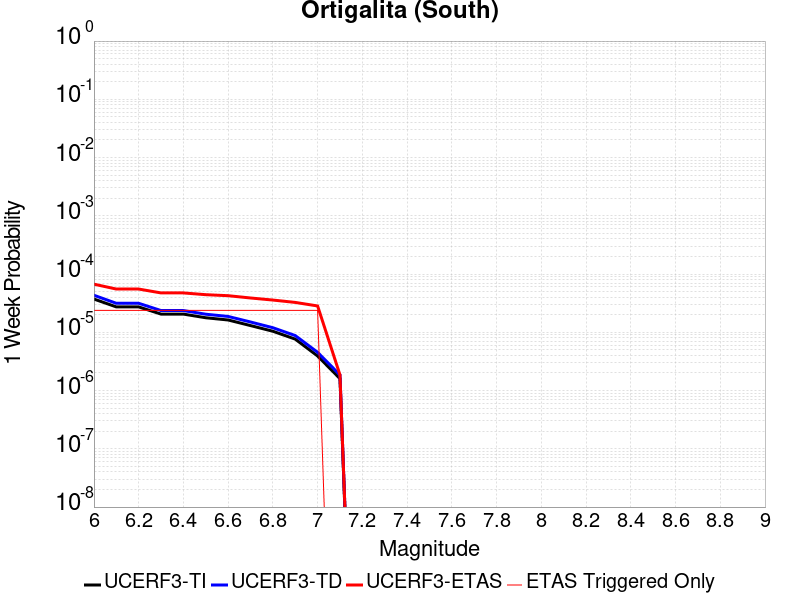 Ortigalita (South)
1 Week Probability
10^0
10^-1
10^-2
10^-3
10^-4
10^-5
10^-6
10^-7
10^-8
6 6.2 6.4 6.6 6.8 7 7.2 7.4 7.6 7.8 8 8.2 8.4 8.6 8.8 9
Magnitude
UCERF3-TI UCERF3-TD UCERF3-ETAS ETAS Triggered Only